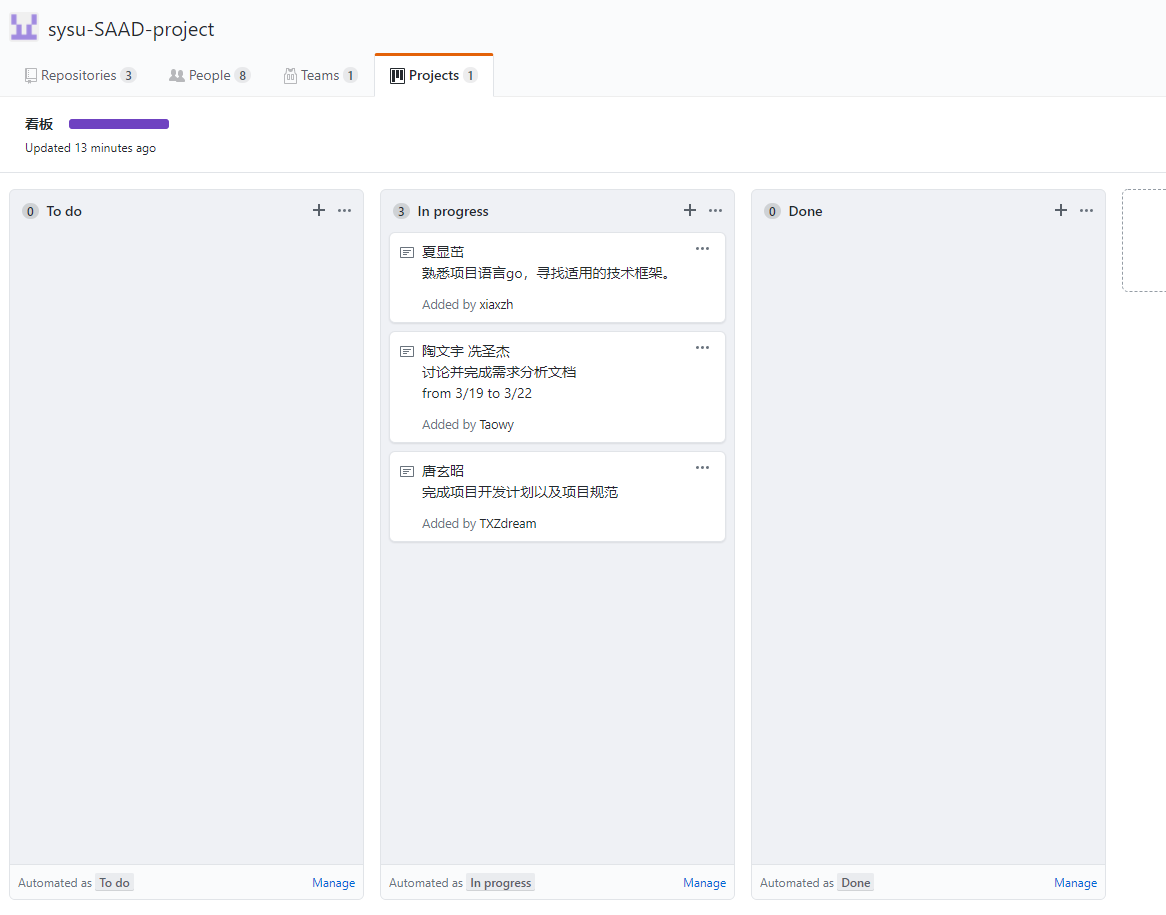 sysu-SAAD-project
Repositories 3
People 8
Teams 1
Projects 1
看板
Updated 13 minutes ago
0 To do
3 In progress
夏显茁
熟悉项目语言go，寻找适用的技术框架。
Added by xiaxzh
陶文宇 冼圣杰
讨论并完成需求分析文档
from 3/19 to 3/22
Added by Taowy
唐玄昭
完成项目开发计划以及项目规范
Added by TXZdream
0 Done
Automated as To do
Manage
Automated as In progress
Manage
Automated as Done
Manage